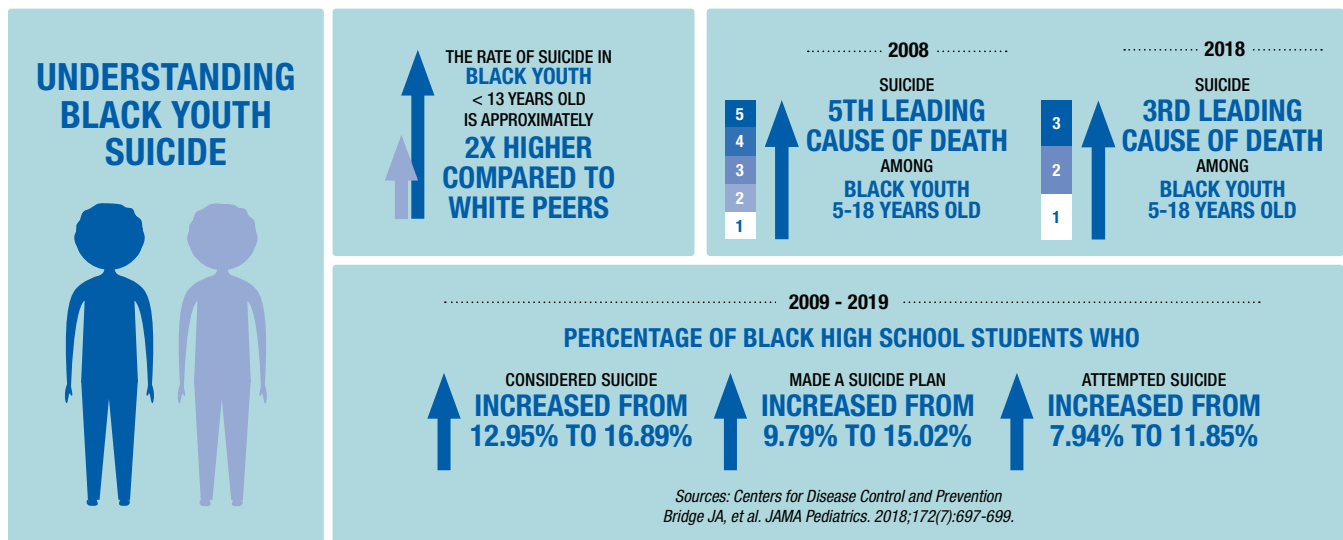 UNDERSTANDING
BLACK YOUTH
SUICIDE
THE RATE OF SUICIDE IN
BLACK YOUTH
< 13 YEARS OLD
IS APPROXIMATELY
2X HIGHER
COMPARED TO
WHITE PEERS
2008
5
4
3
2
1
SUICIDE
5TH LEADING
CAUSE OF DEATH
AMONG
BLACK YOUTH
5-18 YEARS OLD
2018
3
2
1
SUICIDE
3RD LEADING
CAUSE OF DEATH
AMONG
BLACK YOUTH
5-18 YEARS OLD
2009 - 2019
PERCENTAGE OF BLACK HIGH SCHOOL STUDENTS WHO
CONSIDERED SUICIDE
INCREASED FROM
12.95% TO 16.89%
MADE A SUICIDE PLAN
INCREASED FROM
9.79% TO 15.02%
ATTEMPTED SUICIDE
INCREASED FROM
7.94% TO 11.85%
Sources: Centers for Disease Control and Prevention
Bridge JA, et al. JAMA Pediatrics. 2018;172(7):697-699.